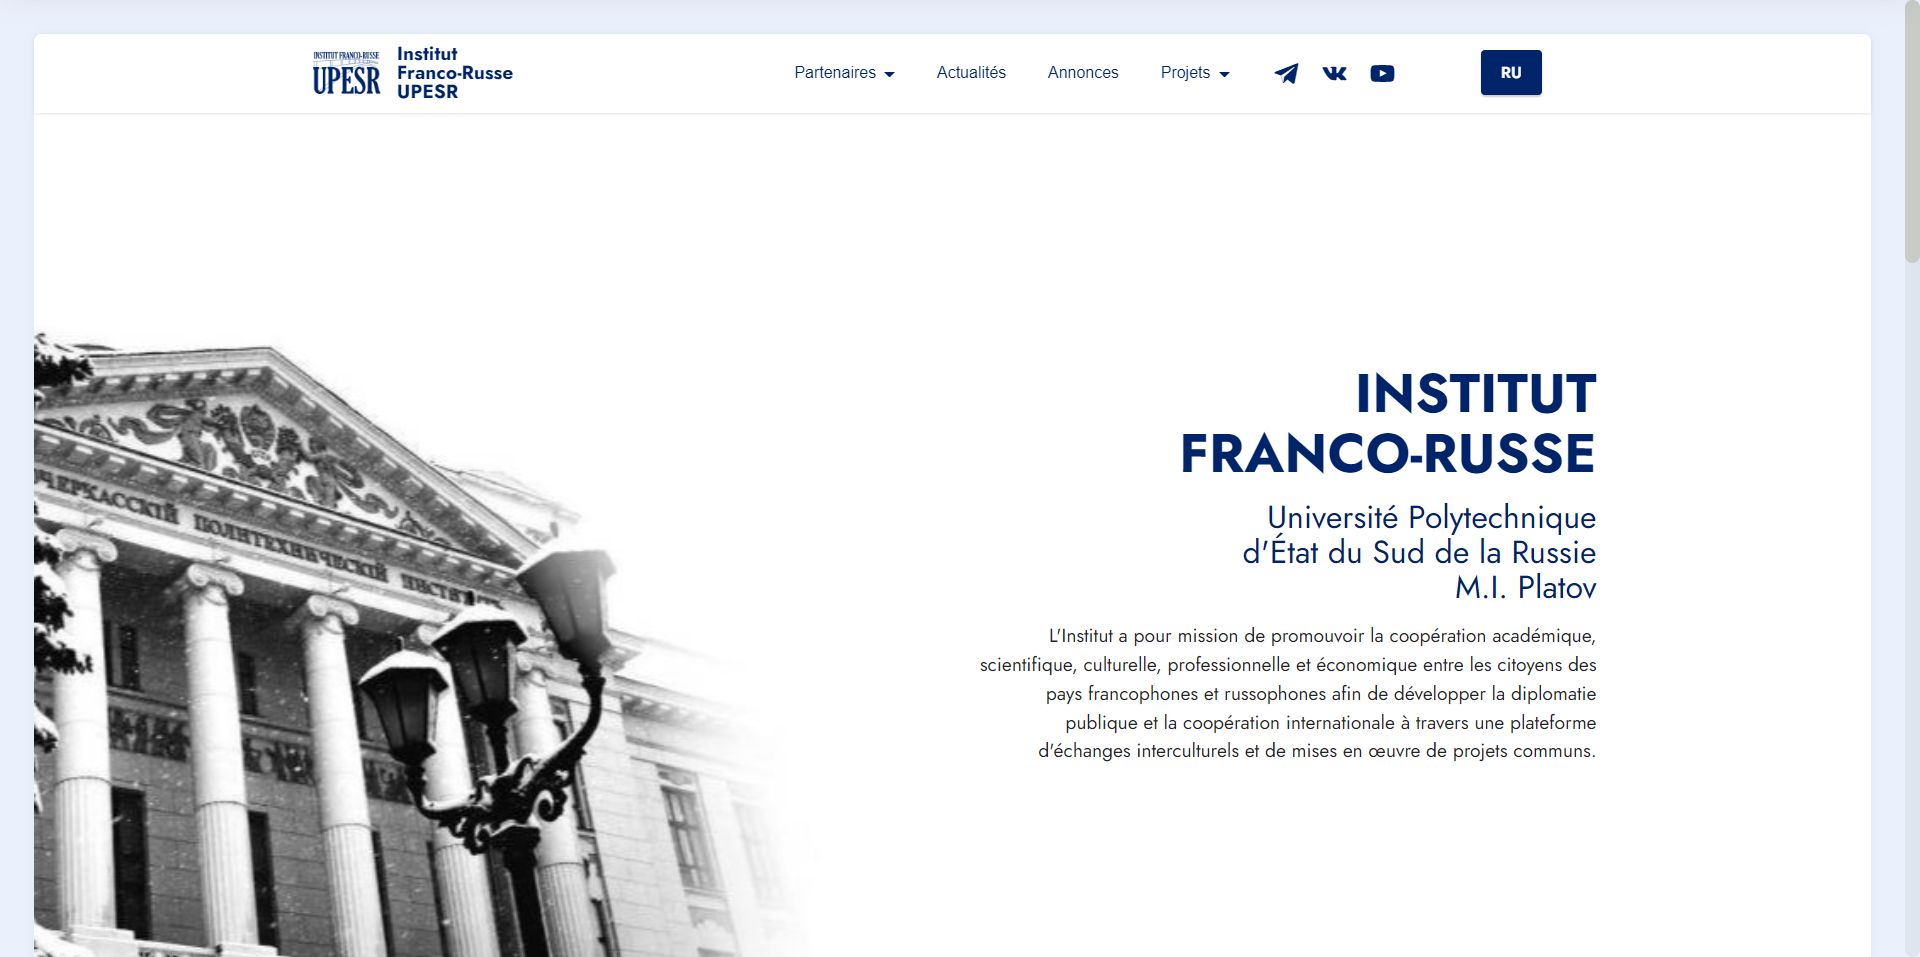 INSTITUT FRANCO-RUSSE
UPESR
Institut
Franco-Russe
UPESR
Partenaires
Actualités
Annonces
Projets
RU
INSTITUT
FRANCO-RUSSE
Université Polytechnique
d'État du Sud de la Russie
M.I. Platov
L'Institut a pour mission de promouvoir la coopération académique,
scientifique, culturelle, professionnelle et économique entre les citoyens des
pays francophones et russophones afin de développer la diplomatie
publique et la coopération internationale à travers une plateforme
d'échanges interculturels et de mises en œuvre de projets communs.
ЧЕРКАССКІЙ ПОЛИТЕХНИЧЕСКІЙ